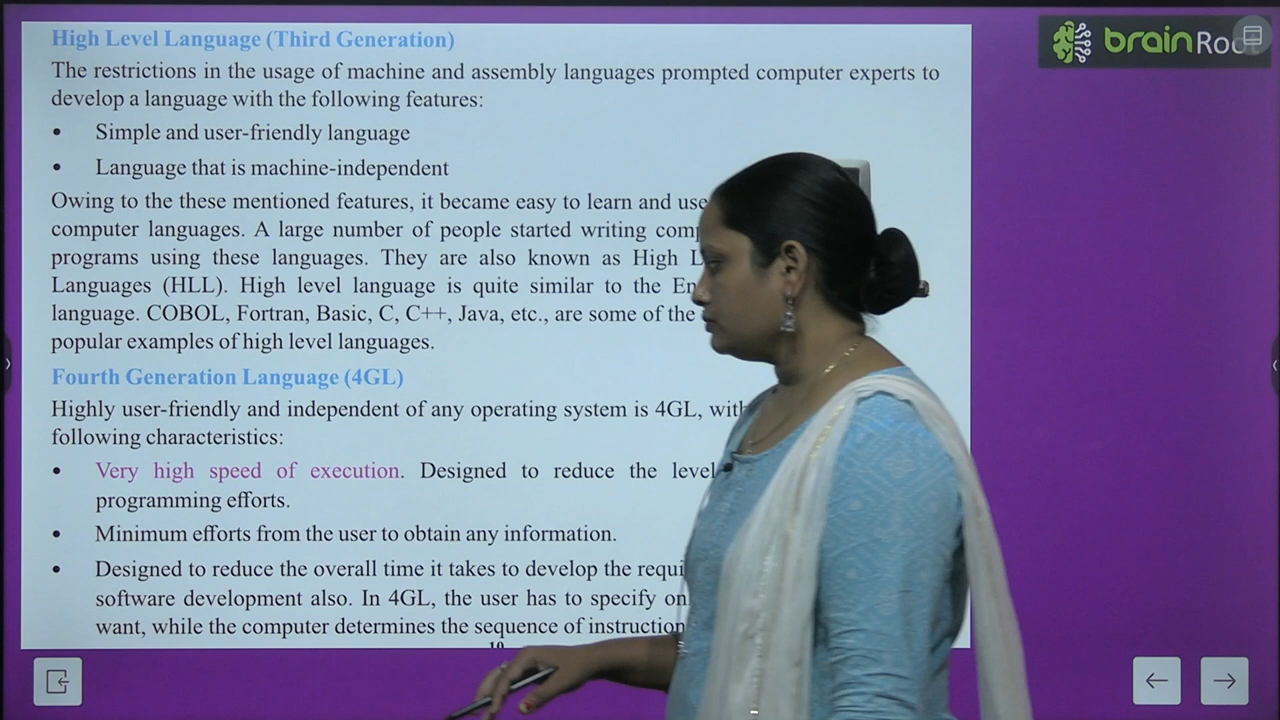 High Level Language (Third Generation)
The restrictions in the usage of machine and assembly languages prompted computer experts to
develop a language with the following features:
• Simple and user-friendly language
• Language that is machine-independent
Owing to the these mentioned features, it became easy to learn and use
computer languages. A large number of people started writing
programs using these languages. They are also known as High
Languages (HLL). High level language is quite similar to the
language. COBOL, Fortran, Basic, C, C++, Java, etc., are some of the
popular examples of high level languages.
Fourth Generation Language (4GL)
Highly user-friendly and independent of any operating system is 4GL,
following characteristics:
• Very high speed of execution. Designed to reduce the level
programming efforts.
• Minimum efforts from the user to obtain any information.
• Designed to reduce the overall time it takes to develop the
software development also. In 4GL, the user has to specify
want, while the computer determines the sequence of
brain